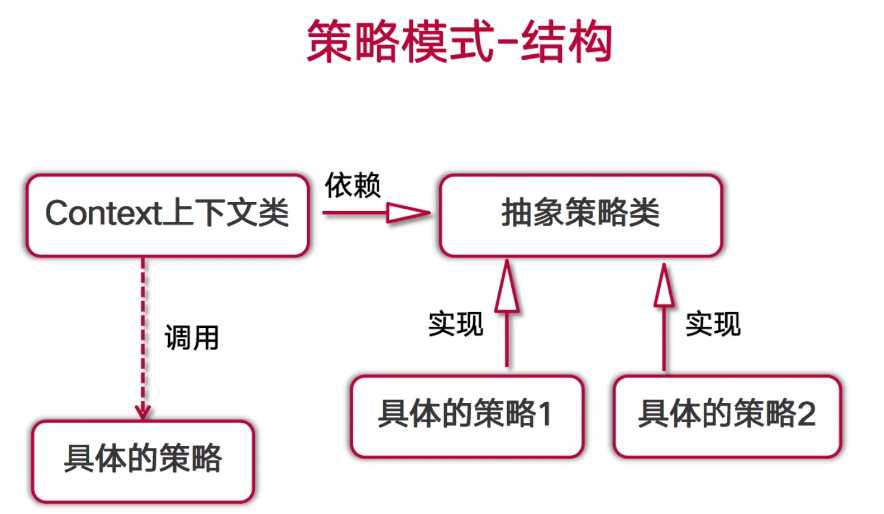 策略模式-结构
Context上下文类
依赖
抽象策略类
调用
实现
实现
具体的策略1
具体的策略2
具体的策略